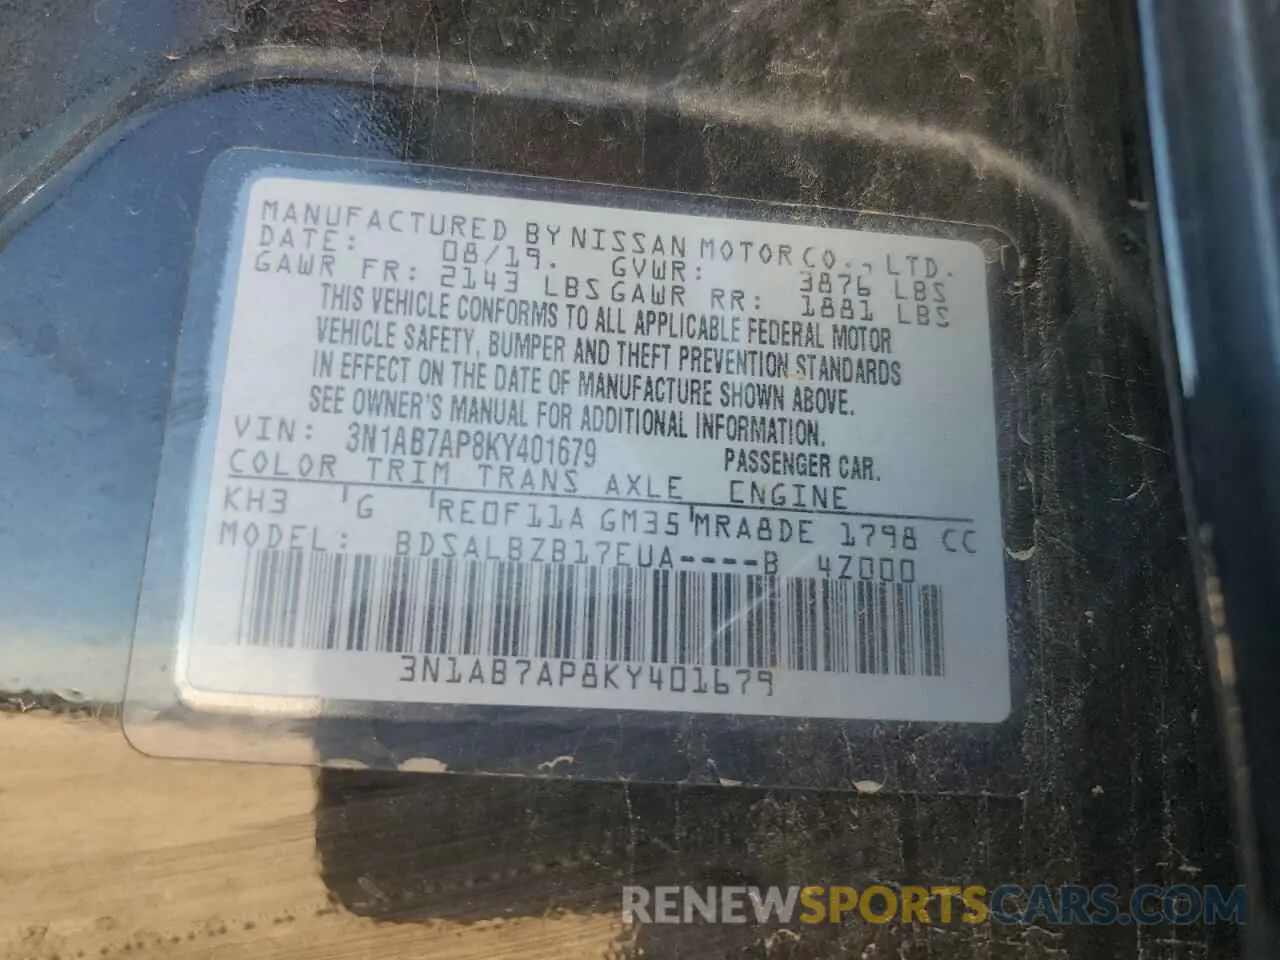 MANUFACTURED BY NISSAN MOTOR CO., LTD.
DATE: 08/19. GVWR: 3876 LBS
GAWR FR: 2143 LBS GAWR RR: 1881 LBS
THIS VEHICLE CONFORMS TO ALL APPLICABLE FEDERAL MOTOR
VEHICLE SAFETY, BUMPER AND THEFT PREVENTION STANDARDS
IN EFFECT ON THE DATE OF MANUFACTURE SHOWN ABOVE.
SEE OWNER'S MANUAL FOR ADDITIONAL INFORMATION.
VIN: 3N1AB7AP8KY401679 PASSENGER CAR.
COLOR TRIM TRANS AXLE ENGINE
KH3 G RE0F11A GM35 MRA8DE 1798 CC
MODEL: BDSALBZB17EUA----B 4Z000
3N1AB7AP8KY401679
RENEWSPORTSCARS.COM